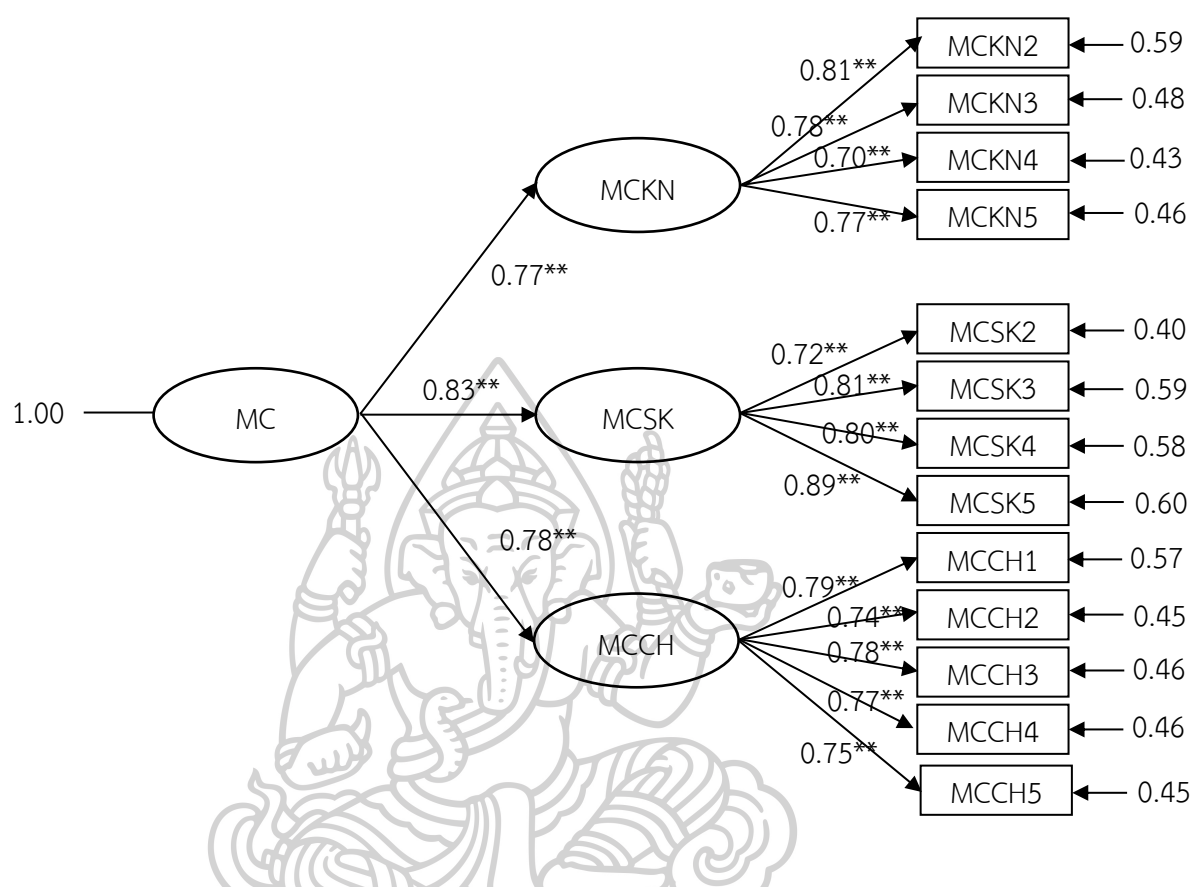 MCKN2 0.59
0.81**
MCKN3 0.48
0.78**
MCKN4 0.43
0.70**
MCKN
MCKN5 0.46
0.77**
0.77**
MCSK2 0.40
0.72**
MCSK3 0.59
0.83** 0.81**
1.00 MC MCSK
0.80** MCSK4 0.58
0.89** MCSK5 0.60
0.78**
MCCH1 0.57
0.79**
0.74** MCCH2 0.45
MCCH
0.78** MCCH3 0.46
0.77**
MCCH4 0.46
0.75**
MCCH5 0.45